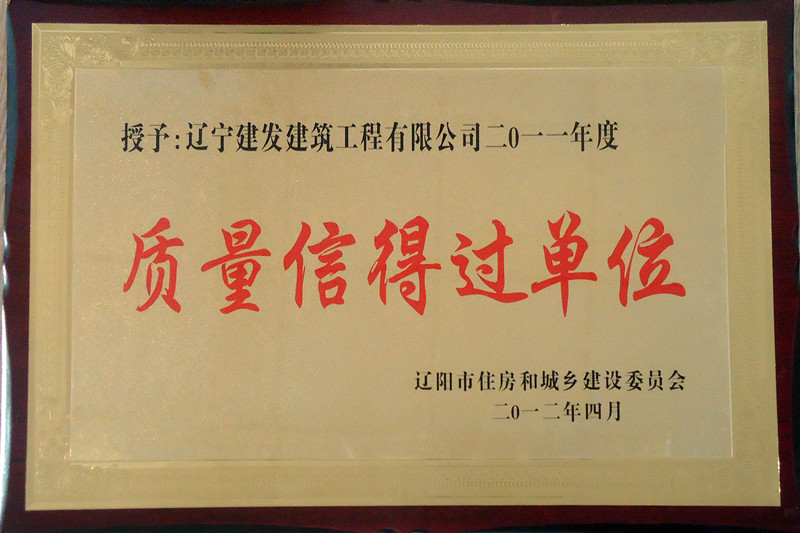 授予:辽宁建发建筑工程有限公司二0一一年度
质量信得过单位
辽阳市住房和城乡建设委员会
二0一二年四月